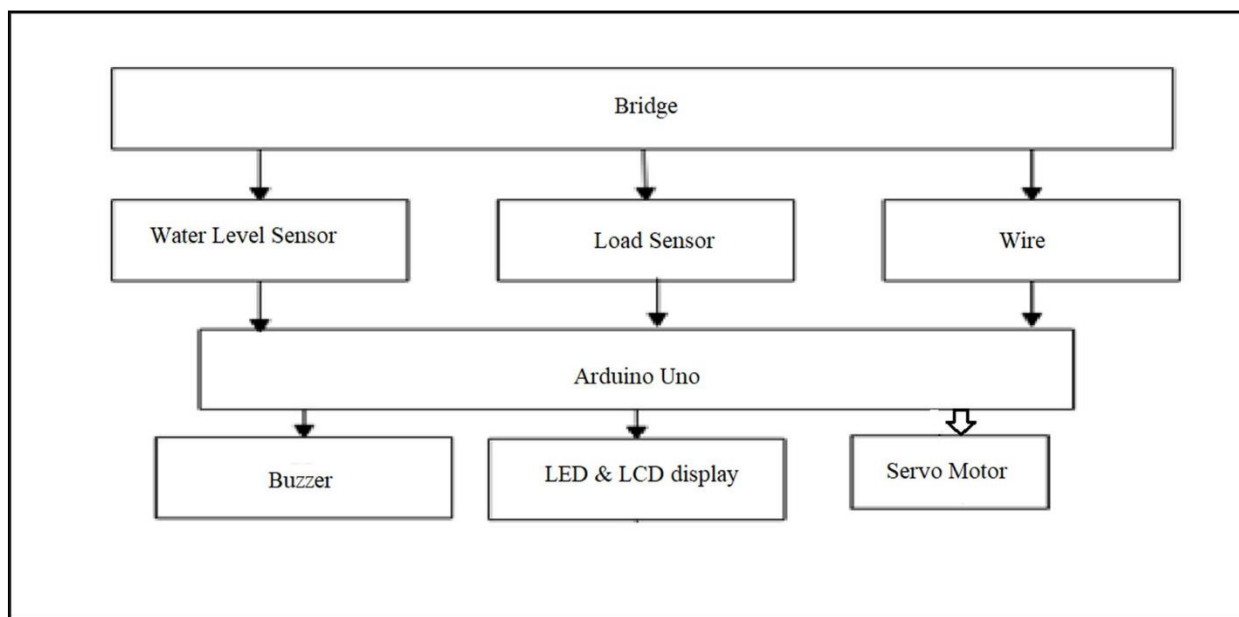 Bridge
Water Level Sensor
Load Sensor
Wire
Arduino Uno
Buzzer
LED & LCD display
Servo Motor